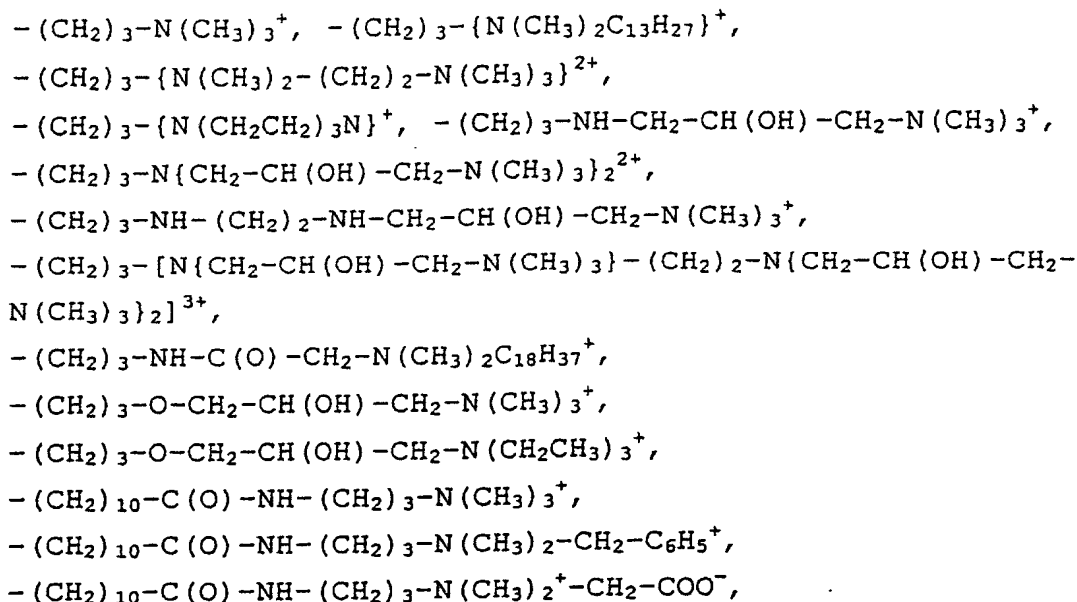 -(CH₂)₃-N(CH₃)₃⁺, -(CH₂)₃-{N(CH₃)₂C₁₃H₂₇}⁺,
-(CH₂)₃-{N(CH₃)₂-(CH₂)₂-N(CH₃)₃}²⁺,
-(CH₂)₃-{N(CH₂CH₂)₃N}⁺, -(CH₂)₃-NH-CH₂-CH(OH)-CH₂-N(CH₃)₃⁺,
-(CH₂)₃-N{CH₂-CH(OH)-CH₂-N(CH₃)₃}₂²⁺,
-(CH₂)₃-NH-(CH₂)₂-NH-CH₂-CH(OH)-CH₂-N(CH₃)₃⁺,
-(CH₂)₃-[N{CH₂-CH(OH)-CH₂-N(CH₃)₃}-(CH₂)₂-N{CH₂-CH(OH)-CH₂-
N(CH₃)₃}₂]³⁺,
-(CH₂)₃-NH-C(O)-CH₂-N(CH₃)₂C₁₈H₃₇⁺,
-(CH₂)₃-O-CH₂-CH(OH)-CH₂-N(CH₃)₃⁺,
-(CH₂)₃-O-CH₂-CH(OH)-CH₂-N(CH₂CH₃)₃⁺,
-(CH₂)₁₀-C(O)-NH-(CH₂)₃-N(CH₃)₃⁺,
-(CH₂)₁₀-C(O)-NH-(CH₂)₃-N(CH₃)₂-CH₂-C₆H₅⁺,
-(CH₂)₁₀-C(O)-NH-(CH₂)₃-N(CH₃)₂⁺-CH₂-COO⁻,